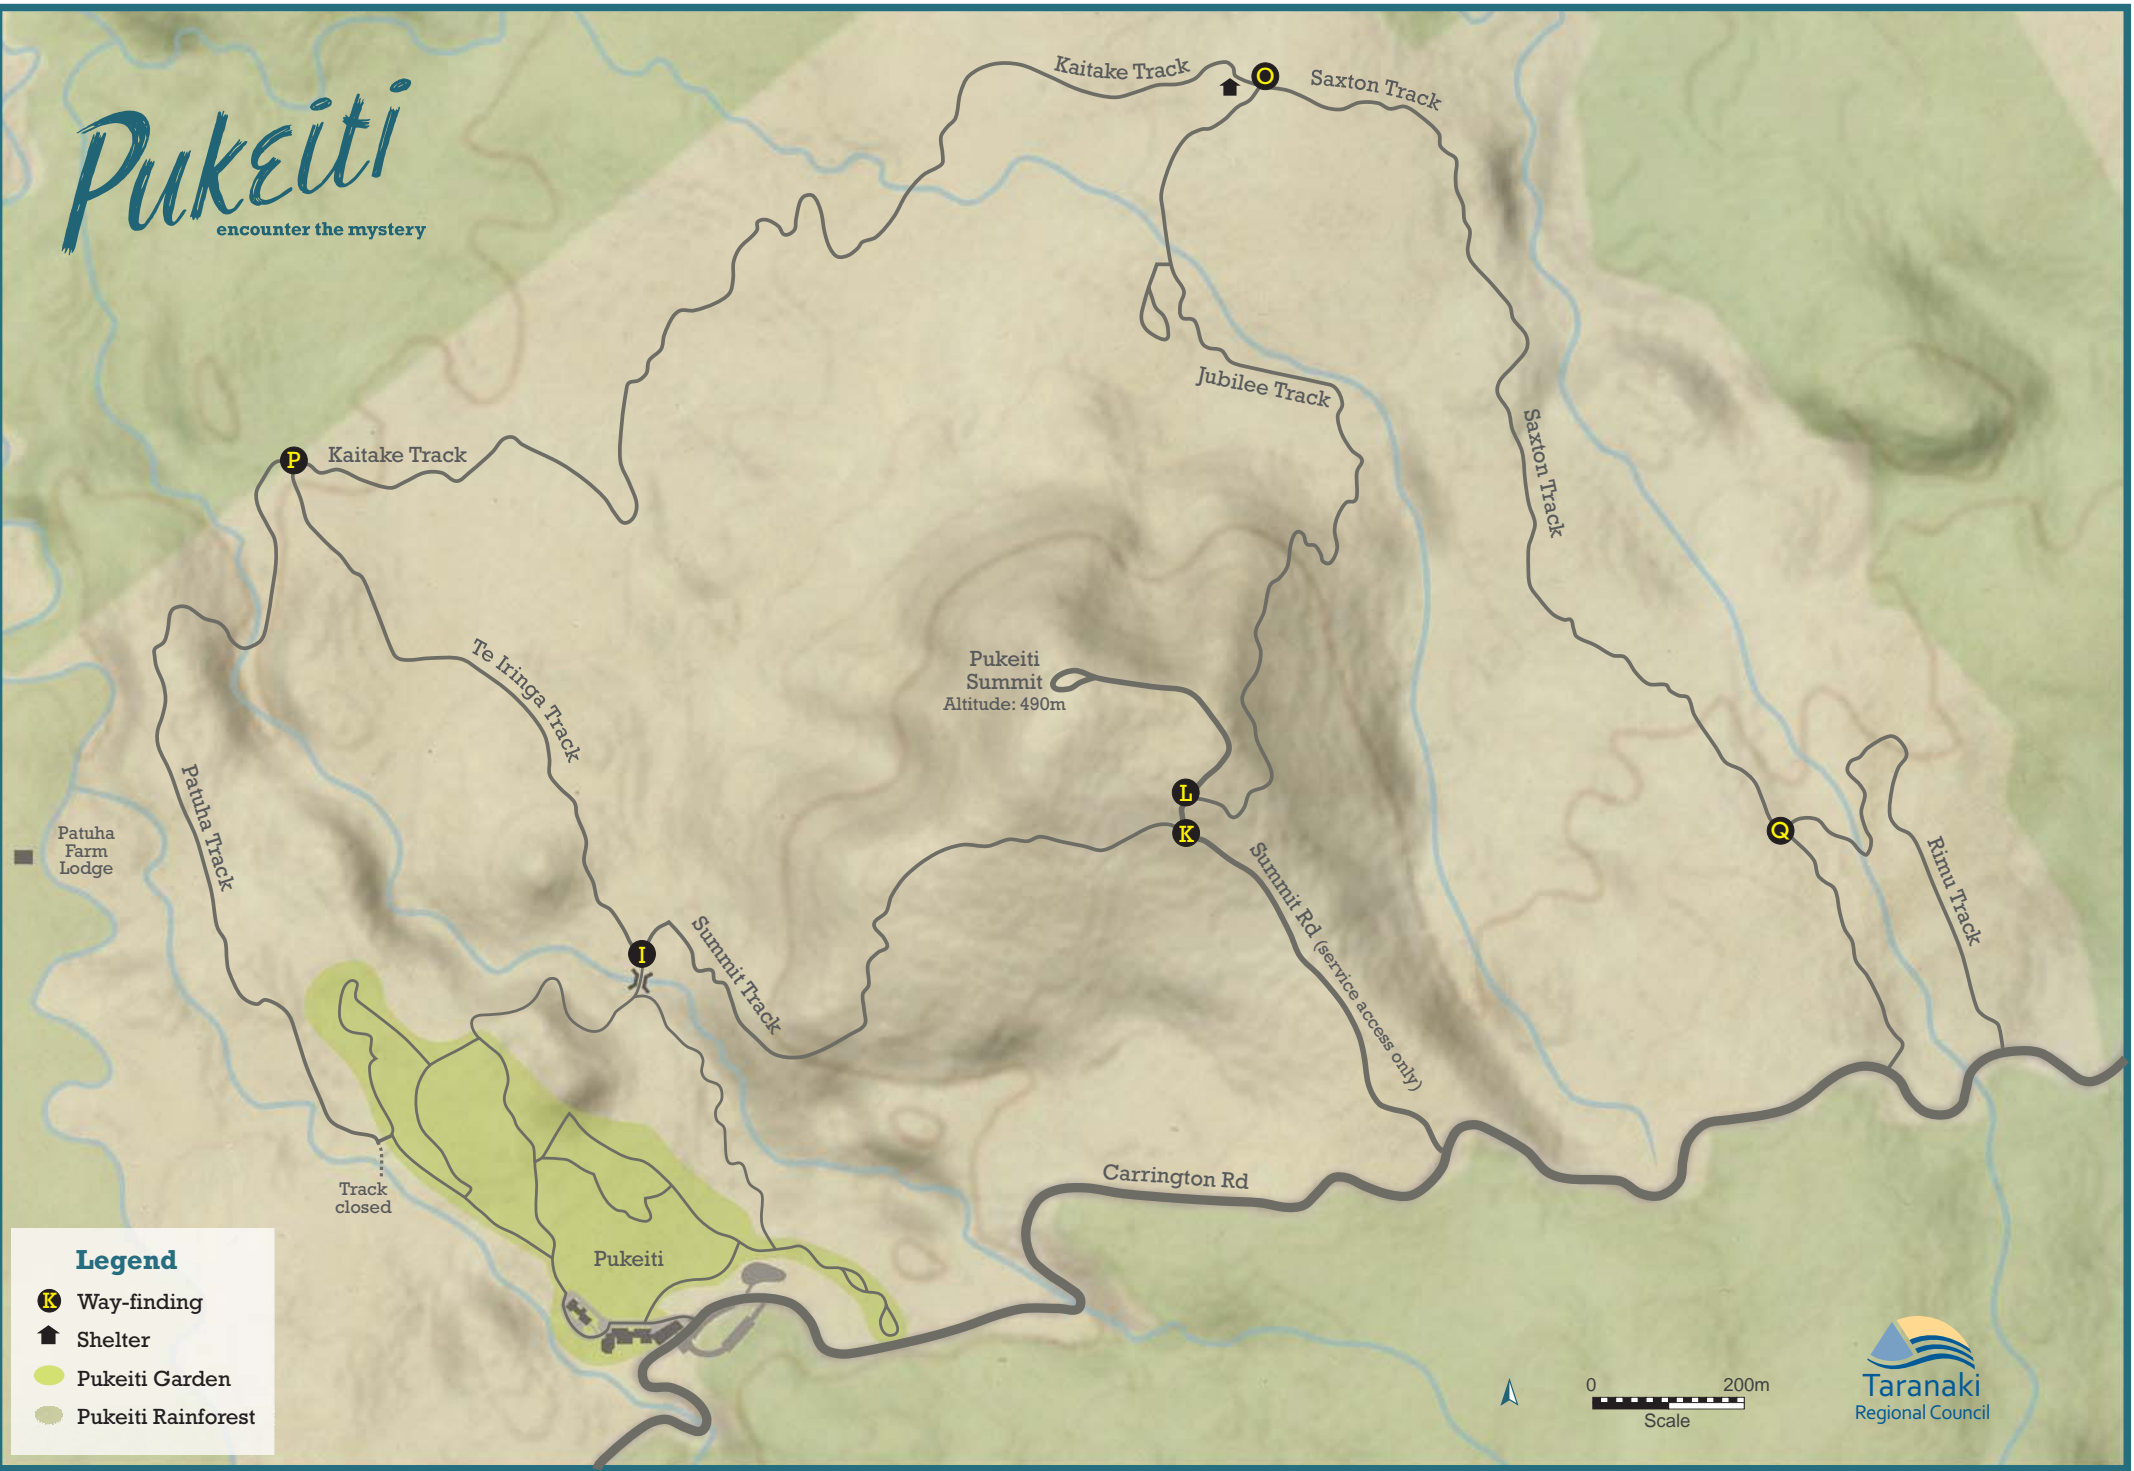 Pukeiti
encounter the mystery
Kaitake Track
O
Saxton Track
Jubilee Track
Saxton Track
P
Kaitake Track
Te Iringa Track
Pukeiti
Summit
Altitude: 490m
L
K
Q
Patuha Track
Patuha
Farm
Lodge
Rimu Track
Summit Rd (service access only)
I
Summit Track
Track
closed
Carrington Rd
Pukeiti
Legend
K Way-finding
Shelter
Pukeiti Garden
Pukeiti Rainforest
0 200m
Scale
Taranaki
Regional Council